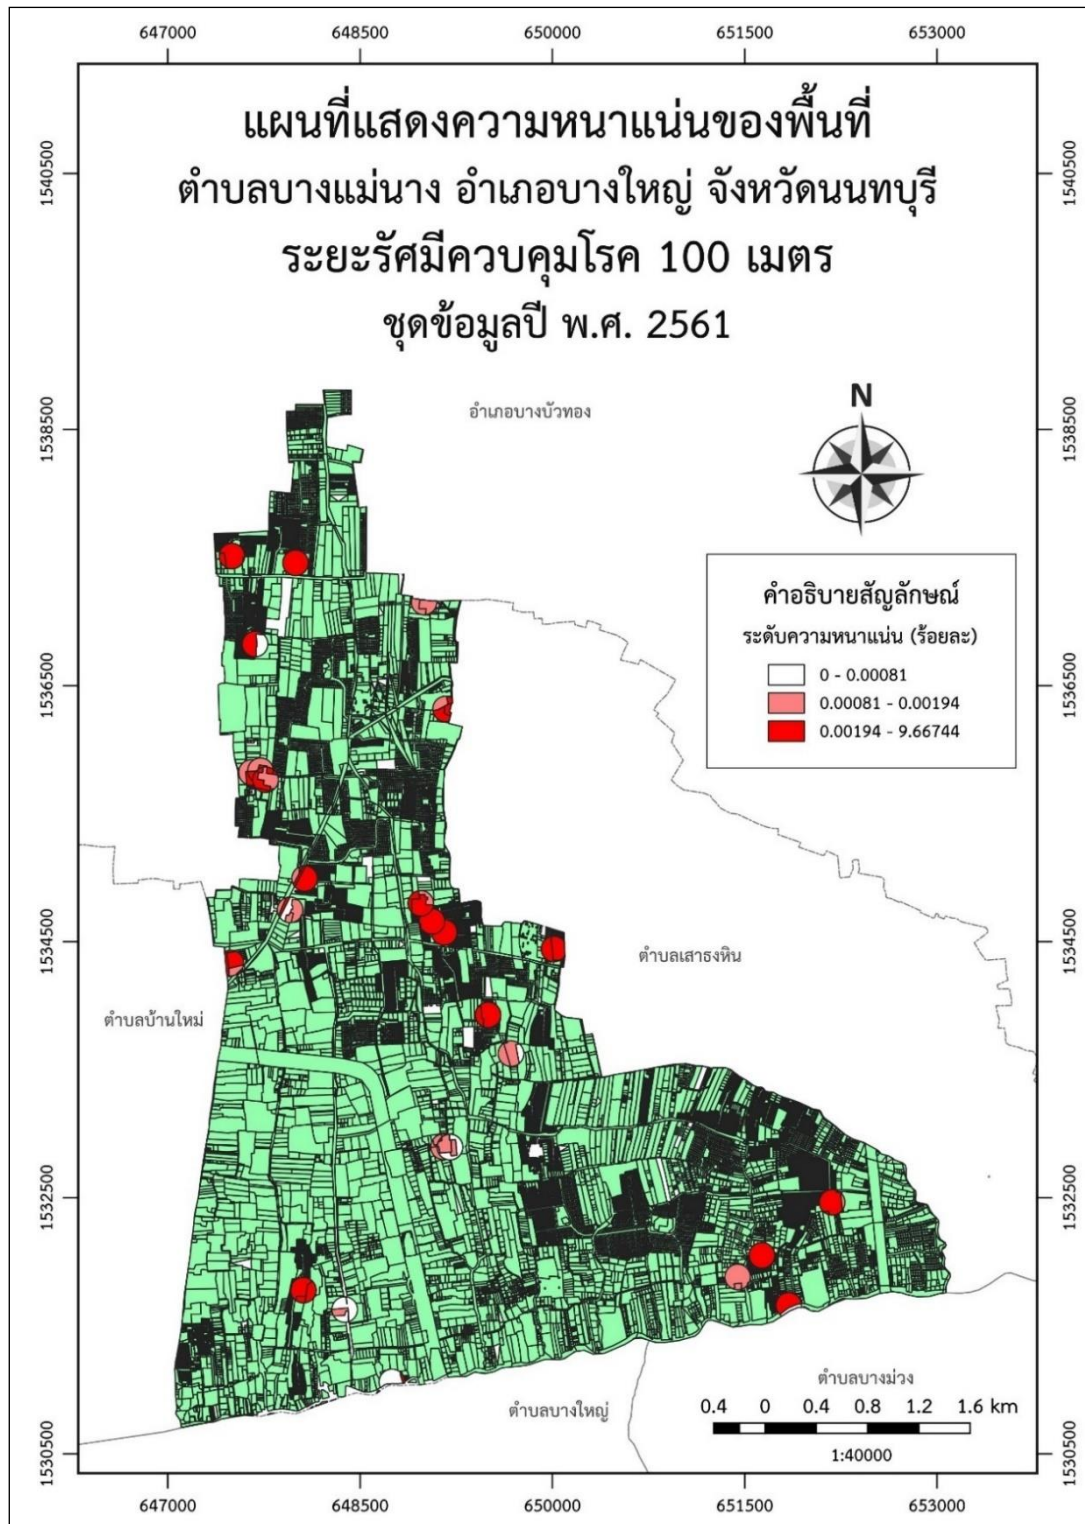 647000 648500 650000 651500 653000
แผนที่แสดงความหนาแน่นของพื้นที่
ตำบลบางแม่นาง อำเภอบางใหญ่ จังหวัดนนทบุรี
ระยะรัศมีควบคุมโรค 100 เมตร
ชุดข้อมูลปี พ.ศ. 2561
1540500 1540500
อำเภอบางบัวทอง
N
1538500 1538500
คำอธิบายสัญลักษณ์
ระดับความหนาแน่น (ร้อยละ)
0 - 0.00081
0.00081 - 0.00194
0.00194 - 9.66744
1536500 1536500
1534500 1534500
ตำบลเสาธงหิน
ตำบลบ้านใหม่
1532500 1532500
ตำบลบางม่วง
ตำบลบางใหญ่
0.4 0 0.4 0.8 1.2 1.6 km
1:40000
1530500 1530500
647000 648500 650000 651500 653000